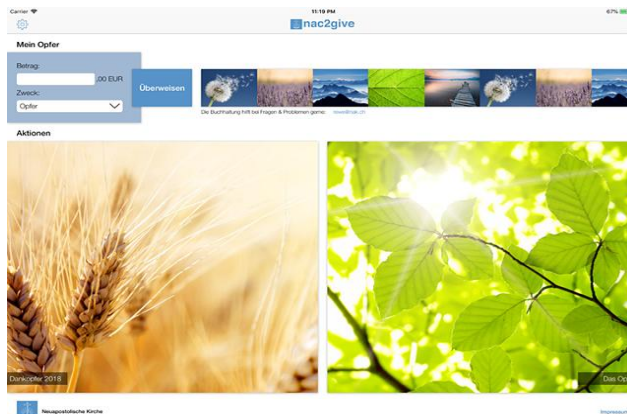 Carrier
11:19 PM
67%
nac2give
Mein Opfer
Betrag:
,00 EUR
Zweck:
Opfer
Überweisen
Die Buchhaltung hilft bei Fragen & Problemen gerne:
Aktionen
Dankopfer 2018
Das Op
Neuapostolische Kirche
Impressum